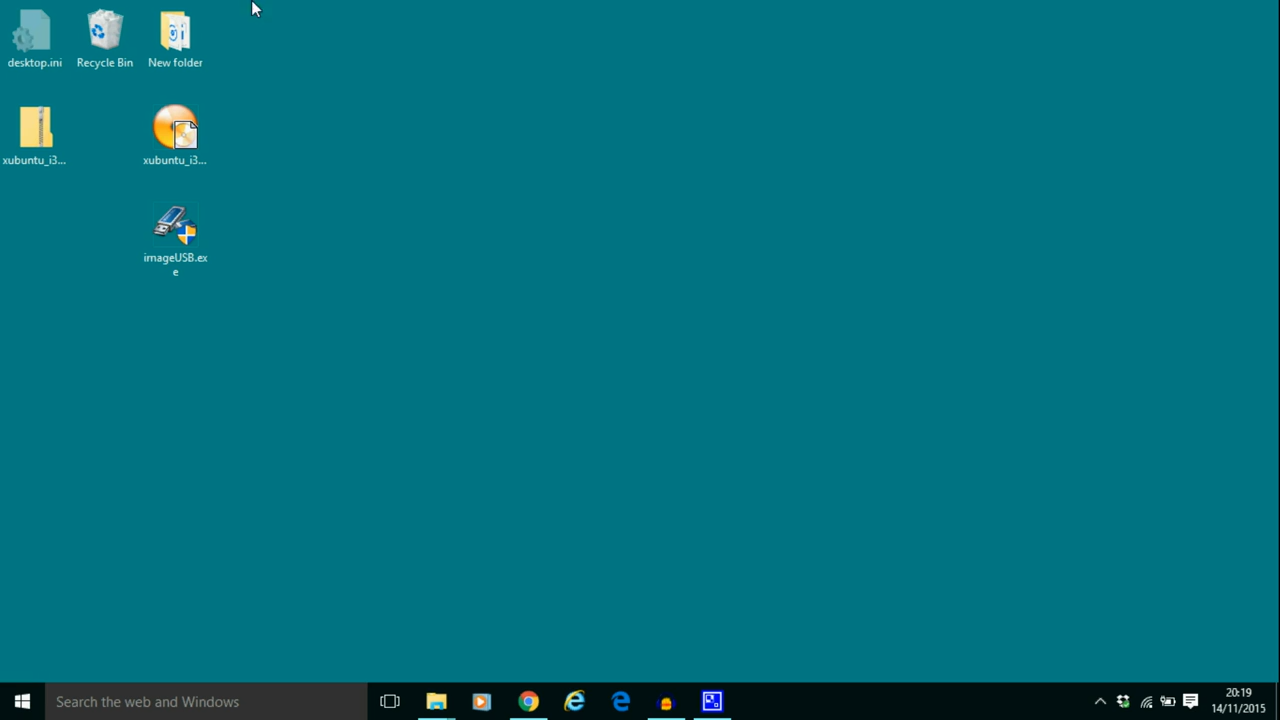 desktop.ini
Recycle Bin
New folder
xubuntu_i3...
xubuntu_i3...
imageUSB.ex
e
Search the web and Windows
20:19
14/11/2015